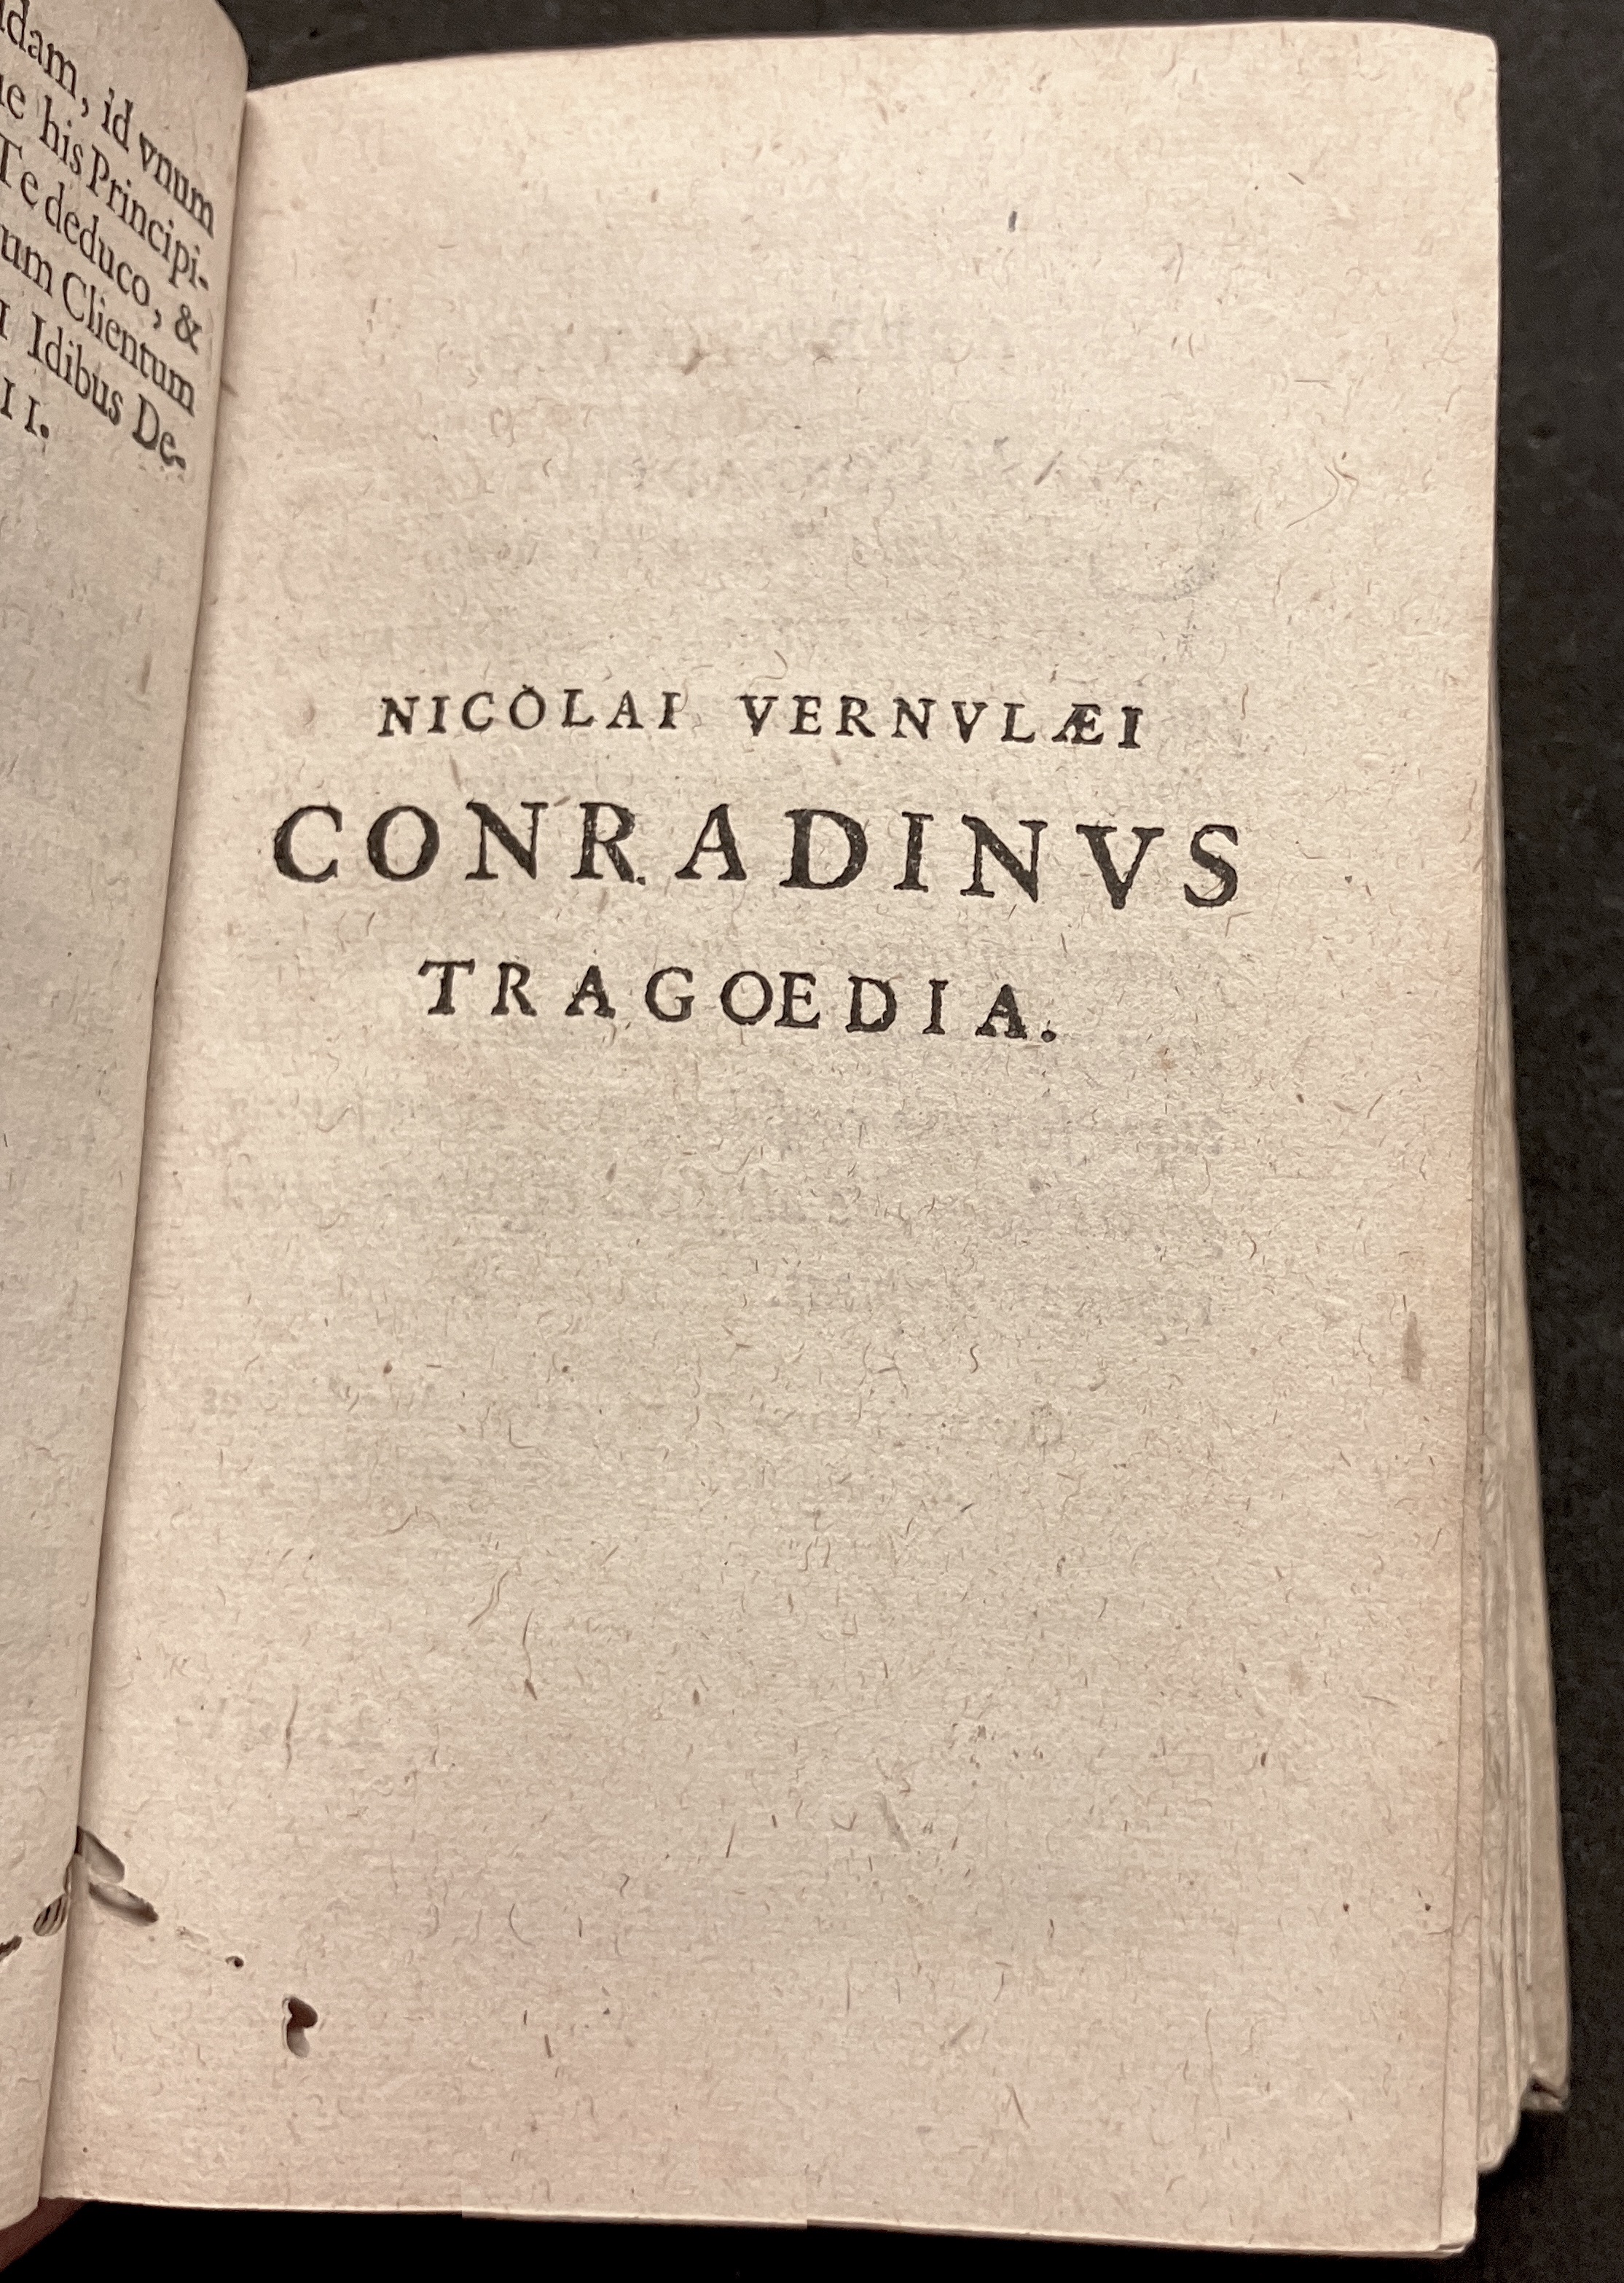 dam, id vnum
his Principi-
Te deduco, &
um Clientum
I Idibus De-
I I.
NICOLAI VERNVLÆI
CONRADINVS
TRAGOEDIA.